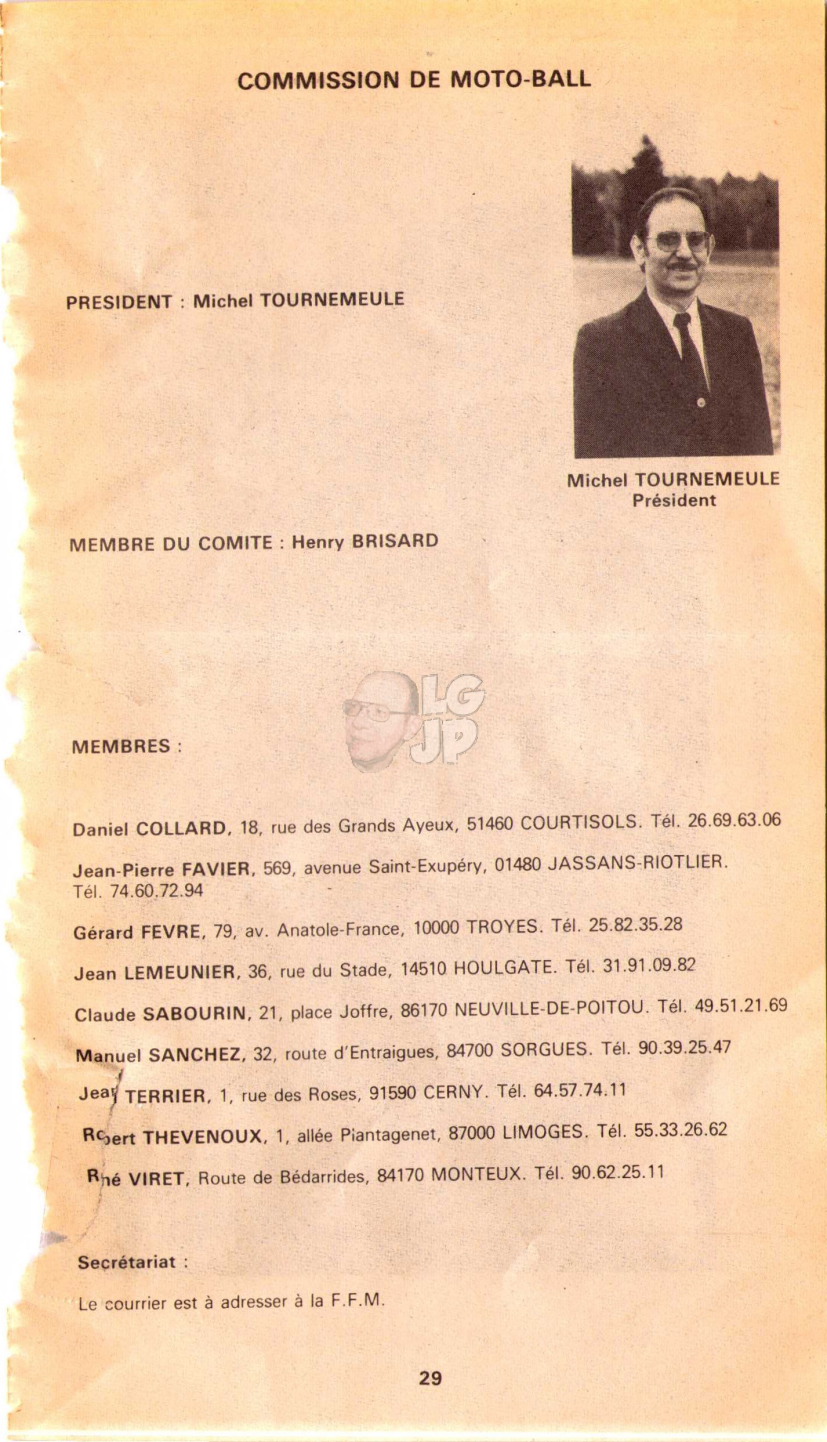 COMMISSION DE MOTO-BALL
PRESIDENT : Michel TOURNEMEULE
Michel TOURNEMEULE
Président
MEMBRE DU COMITE : Henry BRISARD
LG
JP
MEMBRES :
Daniel COLLARD, 18, rue des Grands Ayeux, 51460 COURTISOLS. Tél. 26.69.63.06
Jean-Pierre FAVIER, 569, avenue Saint-Exupéry, 01480 JASSANS-RIOTLIER.
Tél. 74.60.72.94
Gérard FEVRE, 79, av. Anatole-France, 10000 TROYES. Tél. 25.82.35.28
Jean LEMEUNIER, 36, rue du Stade, 14510 HOULGATE. Tél. 31.91.09.82
Claude SABOURIN, 21, place Joffre, 86170 NEUVILLE-DE-POITOU. Tél. 49.51.21.69
Manuel SANCHEZ, 32, route d'Entraigues, 84700 SORGUES. Tél. 90.39.25.47
Jean TERRIER, 1, rue des Roses, 91590 CERNY. Tél. 64.57.74.11
Robert THEVENOUX, 1, allée Plantagenet, 87000 LIMOGES. Tél. 55.33.26.62
René VIRET, Route de Bédarrides, 84170 MONTEUX. Tél. 90.62.25.11
Secrétariat :
Le courrier est à adresser à la F.F.M.
29